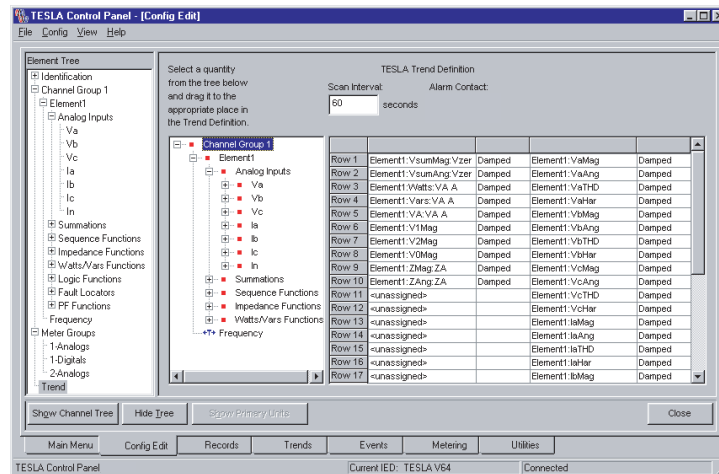 TESLA Control Panel - [Config Edit]
File Config View Help
Element Tree
Identification
Channel Group 1
Element1
Analog Inputs
Va
Vb
Vc
Ia
Ib
Ic
In
Summations
Sequence Functions
Impedance Functions
Watts/Vars Functions
Logic Functions
Fault Locators
PF Functions
Frequency
Meter Groups
1-Analogs
1-Digitals
2-Analogs
Trend
Select a quantity
from the tree below
and drag it to the
appropriate place in
the Trend Definition.
TESLA Trend Definition
Scan Interval: Alarm Contact:
60 seconds
Channel Group 1
Element1
Analog Inputs
Va
Vb
Vc
Ia
Ib
Ic
In
Summations
Sequence Functions
Impedance Functions
Watts/Vars Functions
Frequency
Row 1 Element1:VsumMag:Vzer Damped Element1:VaMag Damped
Row 2 Element1:VsumAng:Vzer Damped Element1:VaAng Damped
Row 3 Element1:Watts:VA A Damped Element1:VaTHD Damped
Row 4 Element1:Vars:VA A Damped Element1:VaHar Damped
Row 5 Element1:VA:VA A Damped Element1:VbMag Damped
Row 6 Element1:V1Mag Damped Element1:VbAng Damped
Row 7 Element1:V2Mag Damped Element1:VbTHD Damped
Row 8 Element1:V0Mag Damped Element1:VbHar Damped
Row 9 Element1:ZMag:ZA Damped Element1:VcMag Damped
Row 10 Element1:ZAng:ZA Damped Element1:VcAng Damped
Row 11 <unassigned> Element1:VcTHD Damped
Row 12 <unassigned> Element1:VcHar Damped
Row 13 <unassigned> Element1:IaMag Damped
Row 14 <unassigned> Element1:IaAng Damped
Row 15 <unassigned> Element1:IaTHD Damped
Row 16 <unassigned> Element1:IaHar Damped
Row 17 <unassigned> Element1:IbMag Damped
Show Channel Tree Hide Tree Show Primary Units Close
Main Menu Config Edit Records Trends Events Metering Utilities
TESLA Control Panel Current IED: TESLA V64 Connected